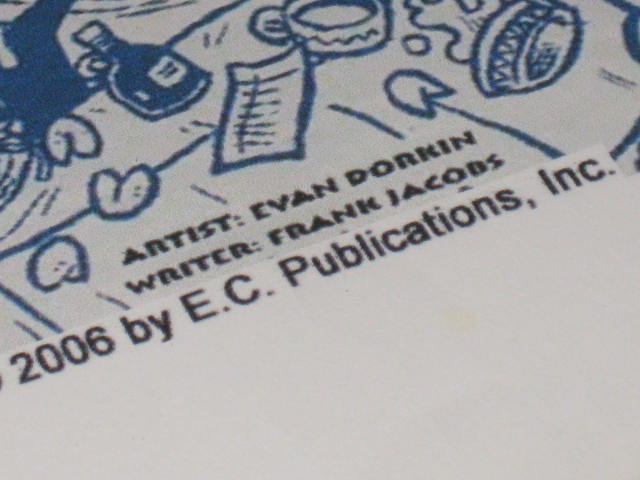 ARTIST: EVAN DORKIN
WRITER: FRANK JACOBS
© 2006 by E.C. Publications, Inc.